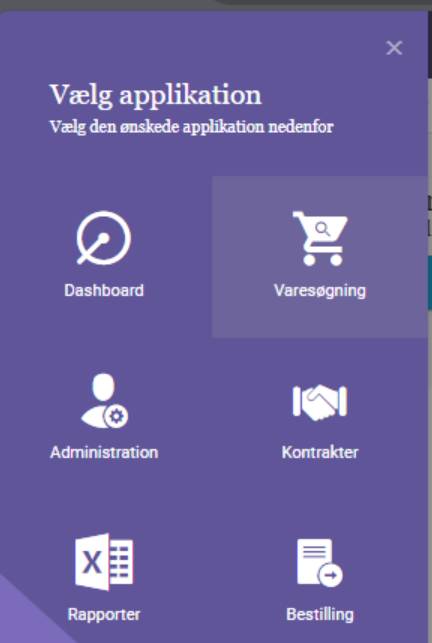 Vælg applikation
Vælg den ønskede applikation nedenfor
Dashboard
Varesøgning
Administration
Kontrakter
X
Rapporter
Bestilling